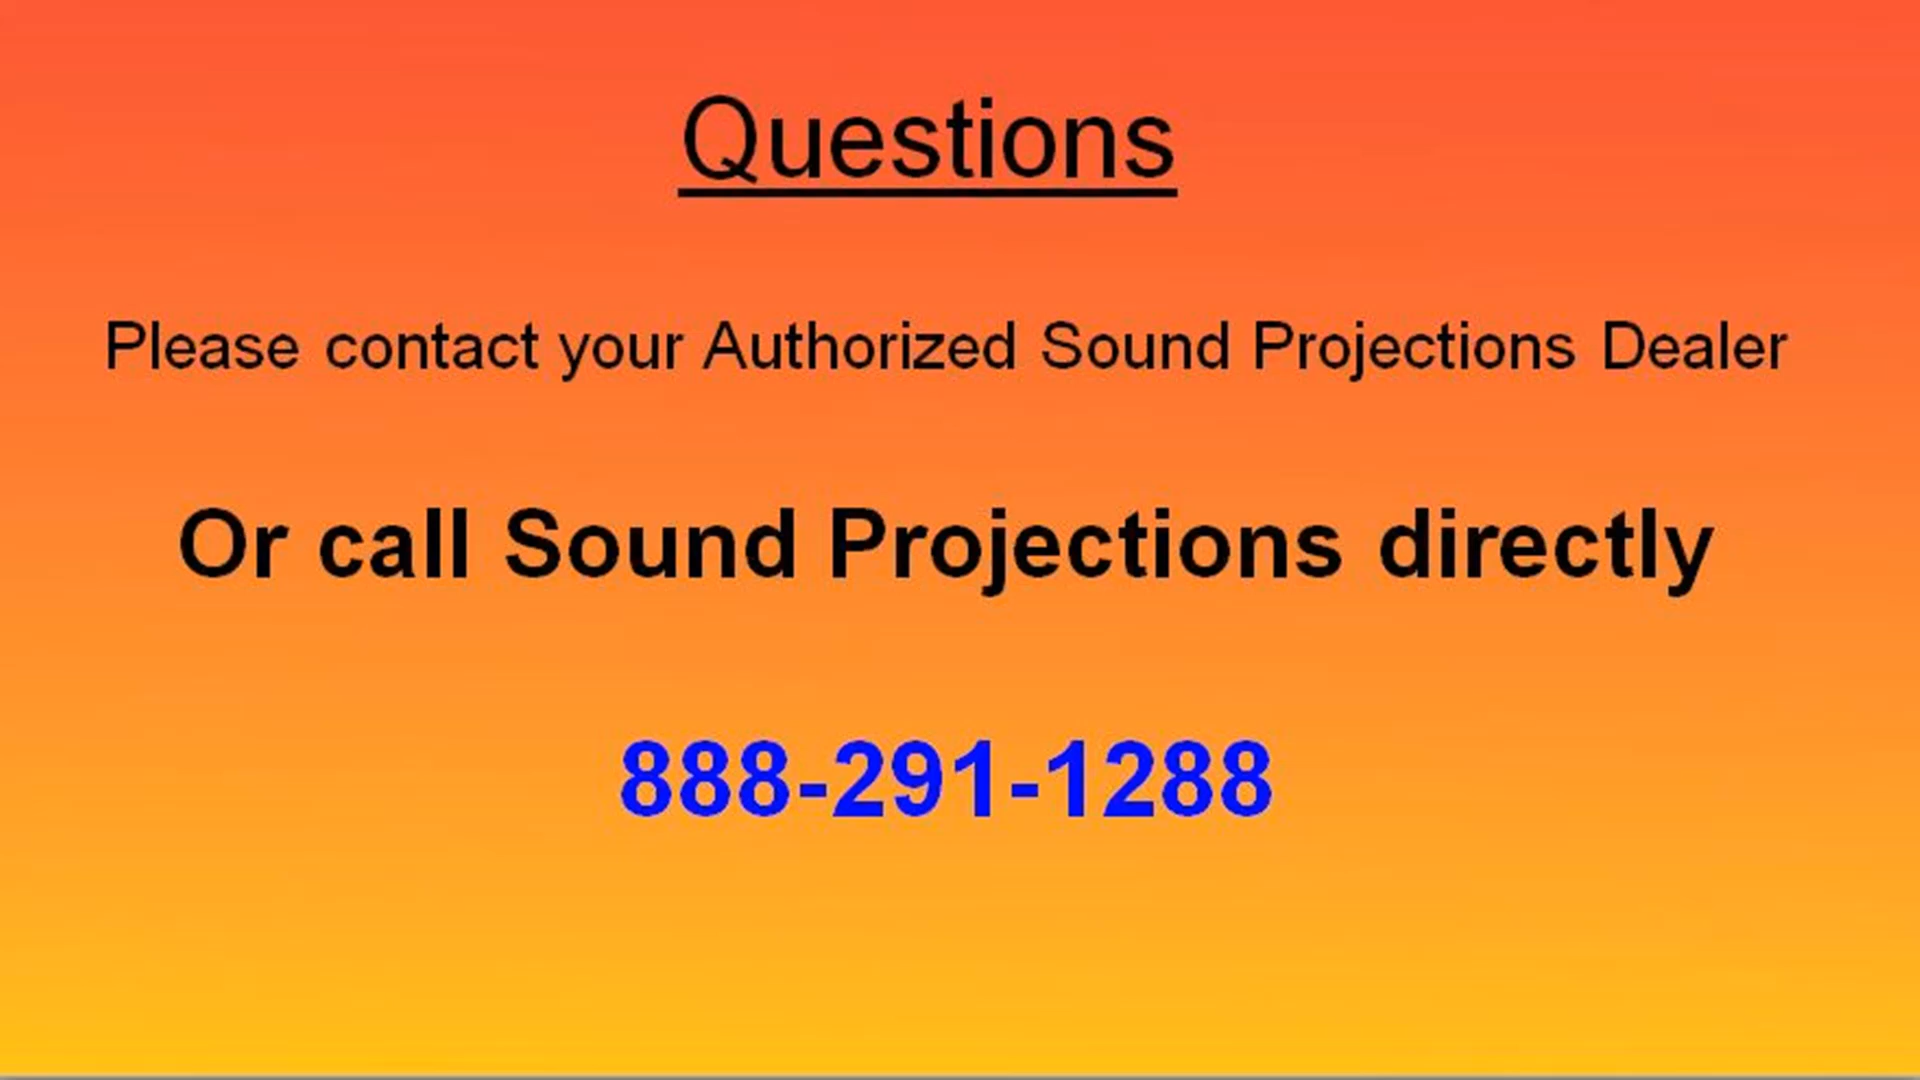 Questions
Please contact your Authorized Sound Projections Dealer
Or call Sound Projections directly
888-291-1288